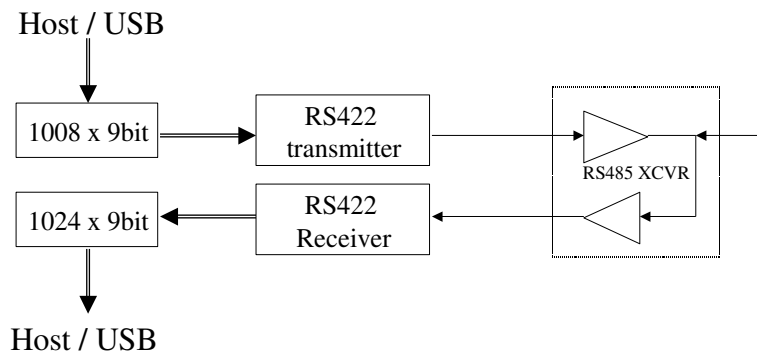 Host / USB
1008 x 9bit
RS422
transmitter
RS485 XCVR
1024 x 9bit
RS422
Receiver
Host / USB